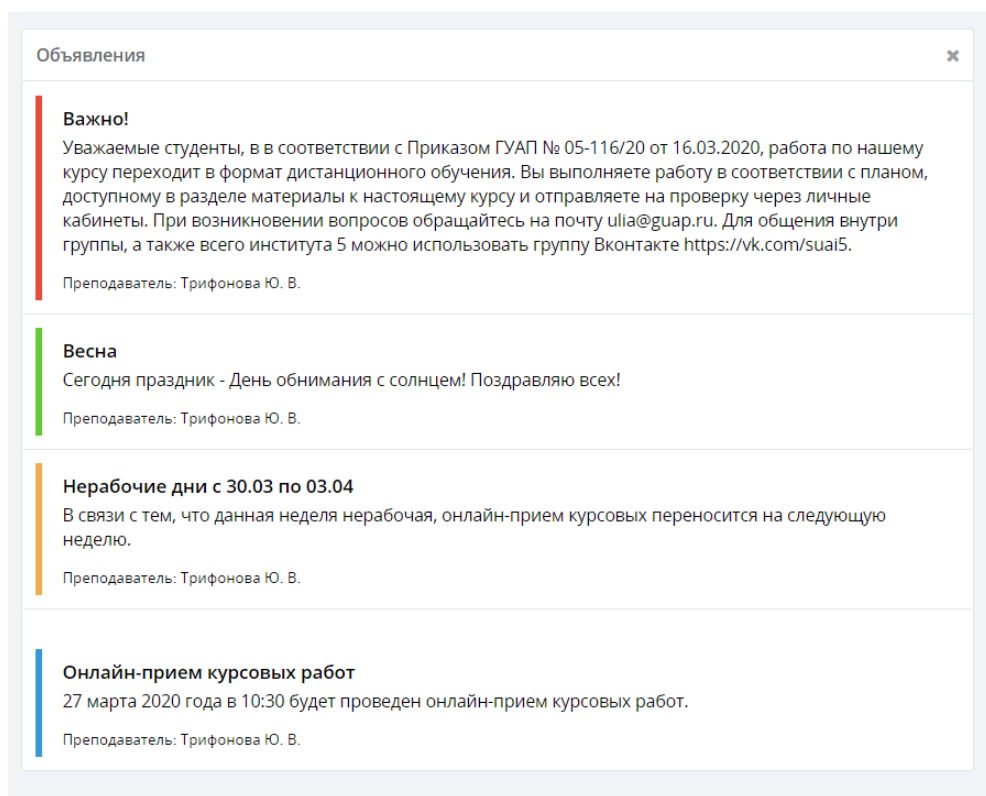 Объявления
Важно!
Уважаемые студенты, в в соответствии с Приказом ГУАП № 05-116/20 от 16.03.2020, работа по нашему
курсу переходит в формат дистанционного обучения. Вы выполняете работу в соответствии с планом,
доступному в разделе материалы к настоящему курсу и отправляете на проверку через личные
кабинеты. При возникновении вопросов обращайтесь на почту ulia@guap.ru. Для общения внутри
группы, а также всего института 5 можно использовать группу Вконтакте https://vk.com/suai5.
Преподаватель: Трифонова Ю. В.
Весна
Сегодня праздник - День обнимания с солнцем! Поздравляю всех!
Преподаватель: Трифонова Ю. В.
Нерабочие дни с 30.03 по 03.04
В связи с тем, что данная неделя нерабочая, онлайн-прием курсовых переносится на следующую
неделю.
Преподаватель: Трифонова Ю. В.
Онлайн-прием курсовых работ
27 марта 2020 года в 10:30 будет проведен онлайн-прием курсовых работ.
Преподаватель: Трифонова Ю. В.